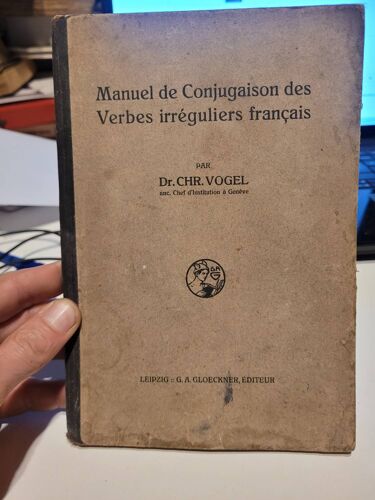 Manuel de Conjugaison des
Verbes irréguliers français
PAR
Dr. CHR. VOGEL
anc. Chef d'Institution à Genève
LEIPZIG :: G. A. GLOECKNER, ÉDITEUR